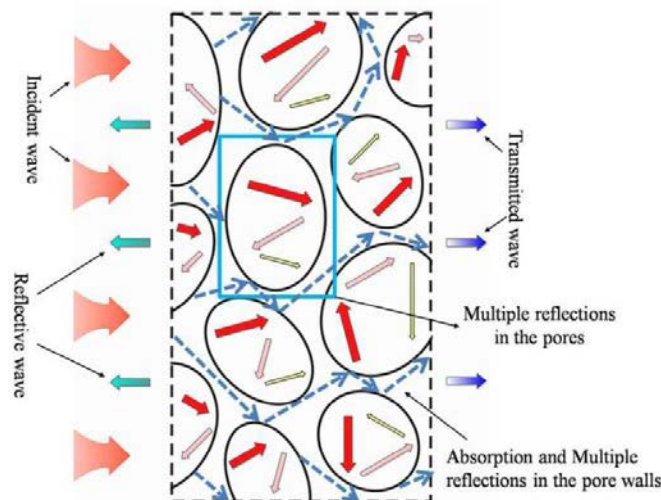 Incident wave
Reflective wave
Transmitted wave
Multiple reflections
in the pores
Absorption and Multiple
reflections in the pore walls